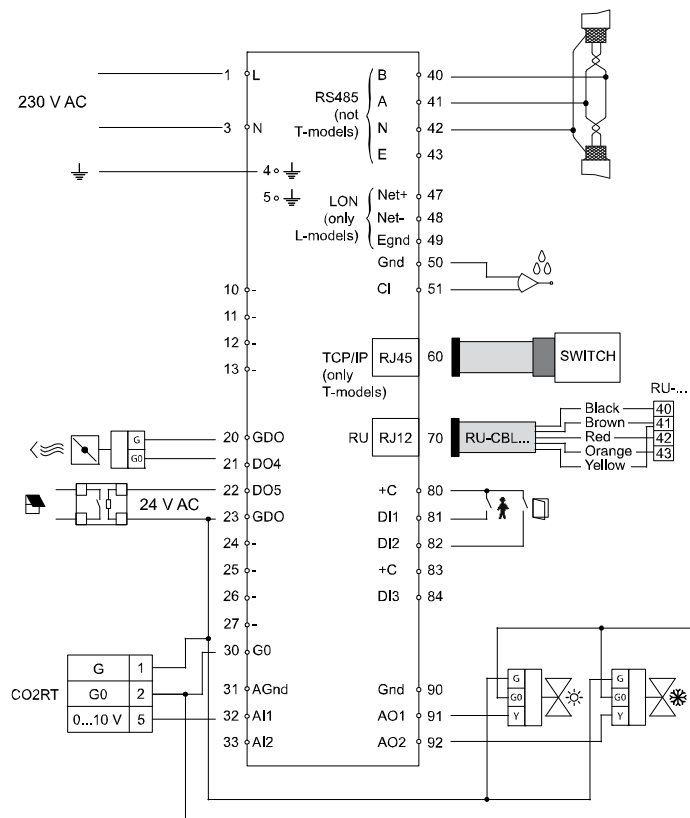 1 L
230 V AC
3 N
4
5
10 -
11 -
12 -
13 -
20 GDO
G
G0
21 DO4
22 DO5
24 V AC
23 GDO
24 -
25 -
26 -
27 -
30 G0
31 AGnd
32 AI1
33 AI2
CO2RT
G 1
G0 2
0...10 V 5
RS485
(not
T-models)
B 40
A 41
N 42
E 43
LON
(only
L-models)
Net+ 47
Net- 48
Egnd 49
Gnd 50
CI 51
TCP/IP
(only
T-models)
RJ45 60
SWITCH
RU RJ12 70
RU-CBL...
RU-...
Black 40
Brown 41
Red 42
Orange 43
Yellow
+C 80
DI1 81
DI2 82
+C 83
DI3 84
Gnd 90
AO1 91
AO2 92
G
G0
Y
G
G0
Y